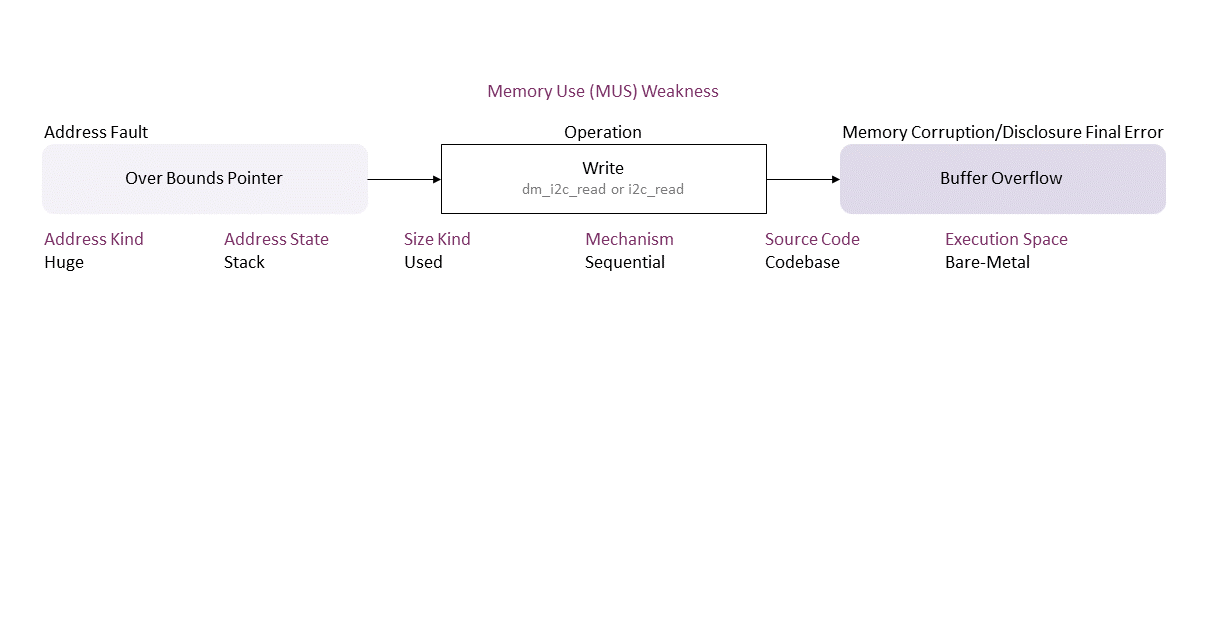 Memory Use (MUS) Weakness
Address Fault
Operation
Memory Corruption/Disclosure Final Error
Over Bounds Pointer
Write
dm_i2c_read or i2c_read
Buffer Overflow
Address Kind
Huge
Address State
Stack
Size Kind
Used
Mechanism
Sequential
Source Code
Codebase
Execution Space
Bare-Metal